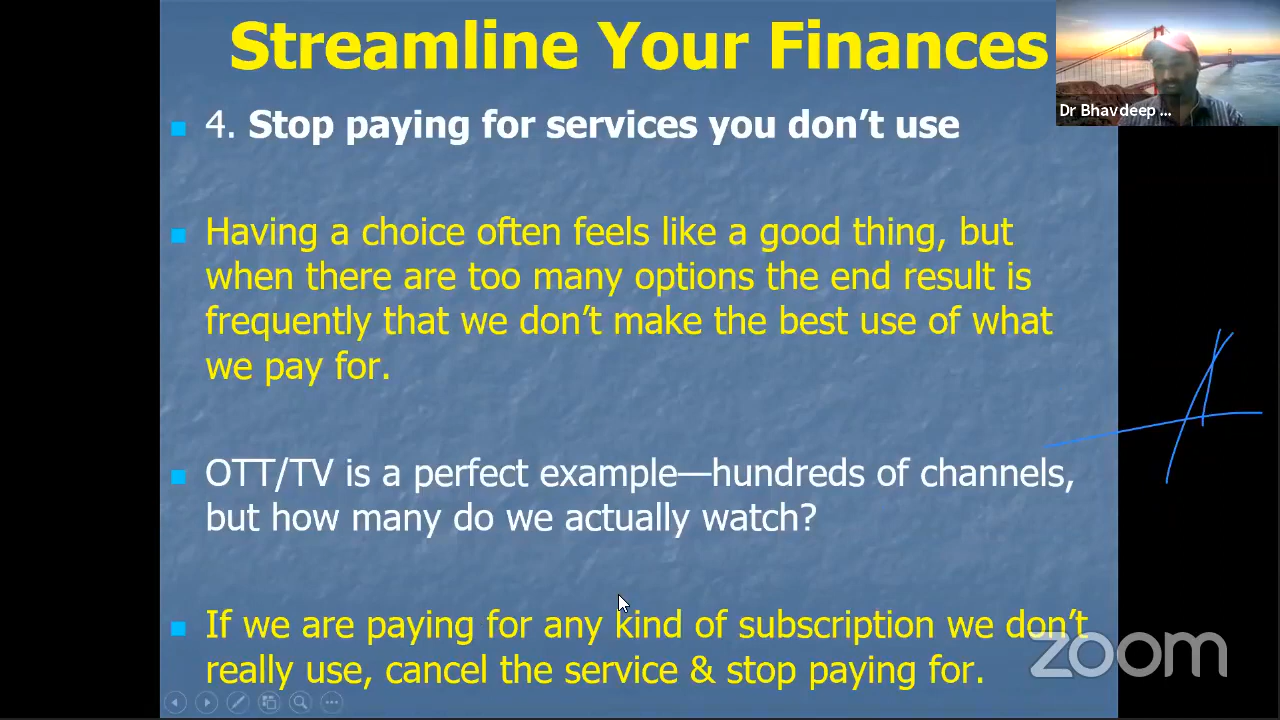 Streamline Your Finances
Dr Bhavdeep ...
4. Stop paying for services you don’t use
Having a choice often feels like a good thing, but
when there are too many options the end result is
frequently that we don’t make the best use of what
we pay for.
OTT/TV is a perfect example—hundreds of channels,
but how many do we actually watch?
If we are paying for any kind of subscription we don’t
really use, cancel the service & stop paying for.
zoom